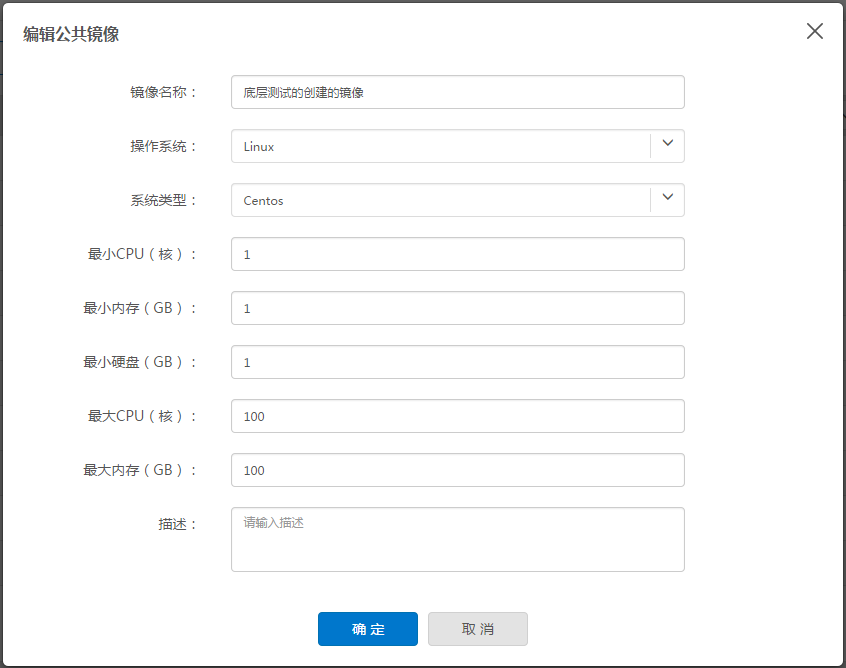 编辑公共镜像
镜像名称：
底层测试的创建的镜像
操作系统：
Linux
系统类型：
Centos
最小CPU（核）：
1
最小内存（GB）：
1
最小硬盘（GB）：
1
最大CPU（核）：
100
最大内存（GB）：
100
描述：
请输入描述
确 定
取 消